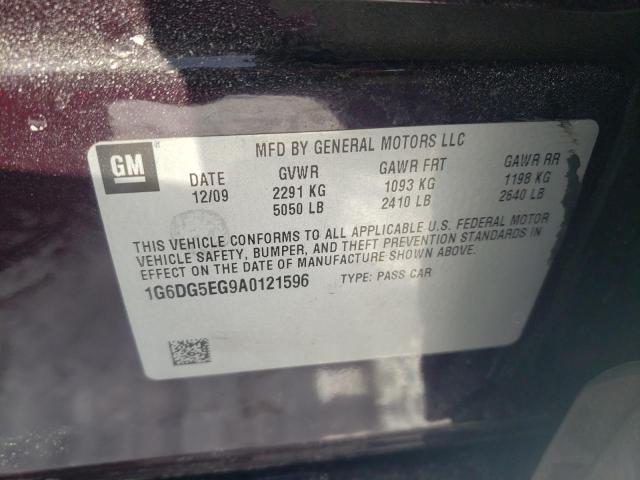 GM
MFD BY GENERAL MOTORS LLC
DATE GVWR GAWR FRT GAWR RR
12/09 2291 KG 1093 KG 1198 KG
5050 LB 2410 LB 2640 LB
THIS VEHICLE CONFORMS TO ALL APPLICABLE U.S. FEDERAL MOTOR
VEHICLE SAFETY, BUMPER, AND THEFT PREVENTION STANDARDS IN
EFFECT ON THE DATE OF MANUFACTURE SHOWN ABOVE.
1G6DG5EG9A0121596 TYPE: PASS CAR